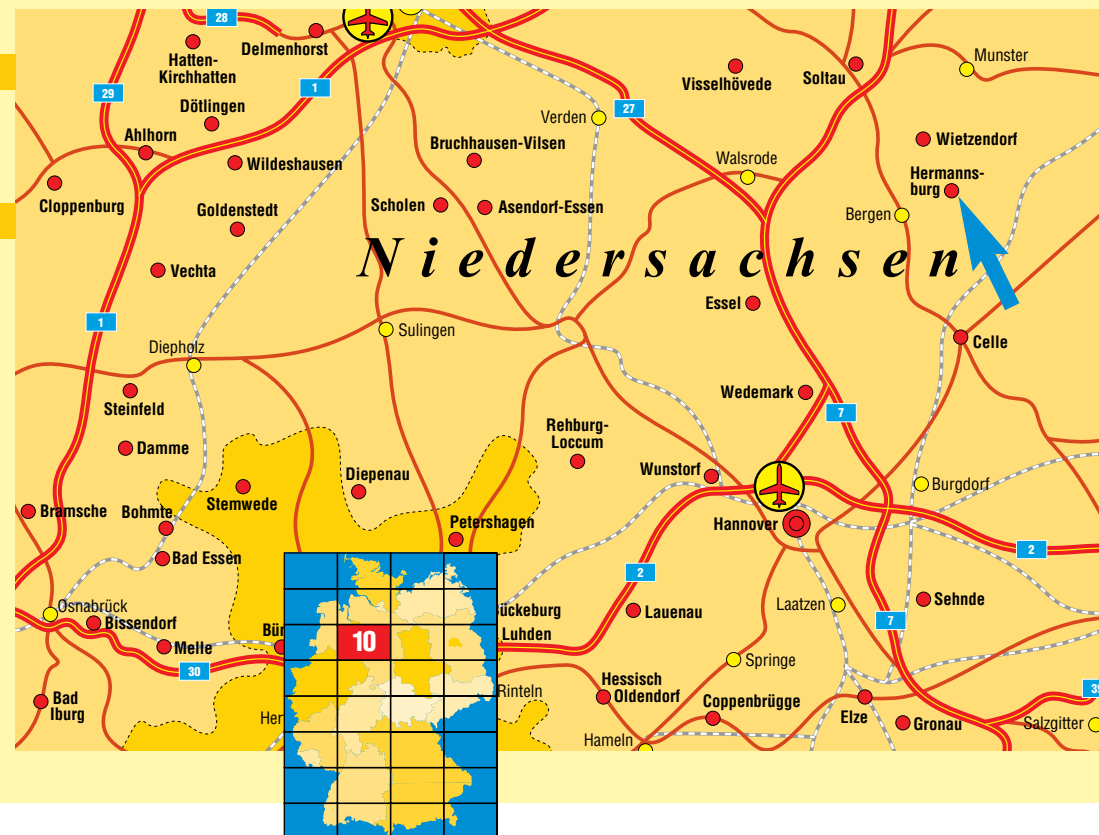 28
Delmenhorst
Hatten-
Kirchhatten
29
1
Dötlingen
Ahlhorn
Wildeshausen
Cloppenburg
Goldenstedt
Vechta
1
Diepholz
Steinfeld
Damme
Visselhövede
Soltau
Munster
27
Verden
Bruchhausen-Vilsen
Wietzendorf
Walsrode
Hermanns-
burg
Scholen
Asendorf-Essen
Bergen
Niedersachsen
Essel
Sulingen
Celle
Wedemark
7
Rehburg-
Loccum
Wunstorf
Burgdorf
Diepenau
Stemwede
Bramsche
Bohmte
Petershagen
Hannover
2
Bad Essen
2
Osnabrück
Bissendorf
Melle
30
Bün
Bad
Iburg
Her
10
ückeburg
Luhden
Rinteln
Lauenau
Laatzen
Sehnde
7
Springe
Hessisch
Oldendorf
Coppenbrügge
Elze
Gronau
Salzgitter
Hameln